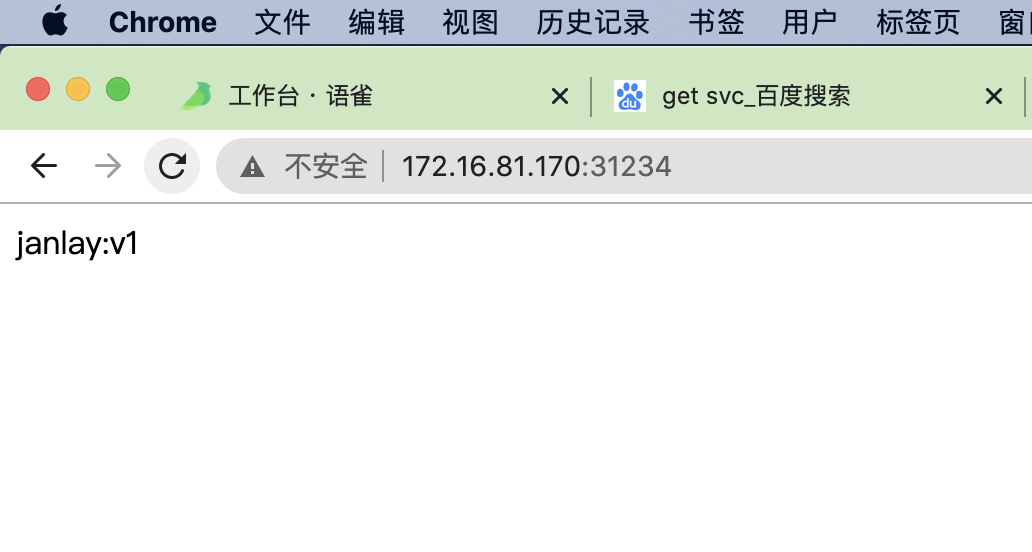 Chrome 文件 编辑 视图 历史记录 书签 用户 标签页 窗
工作台 · 语雀 get svc_百度搜索
不安全 172.16.81.170:31234
janlay:v1